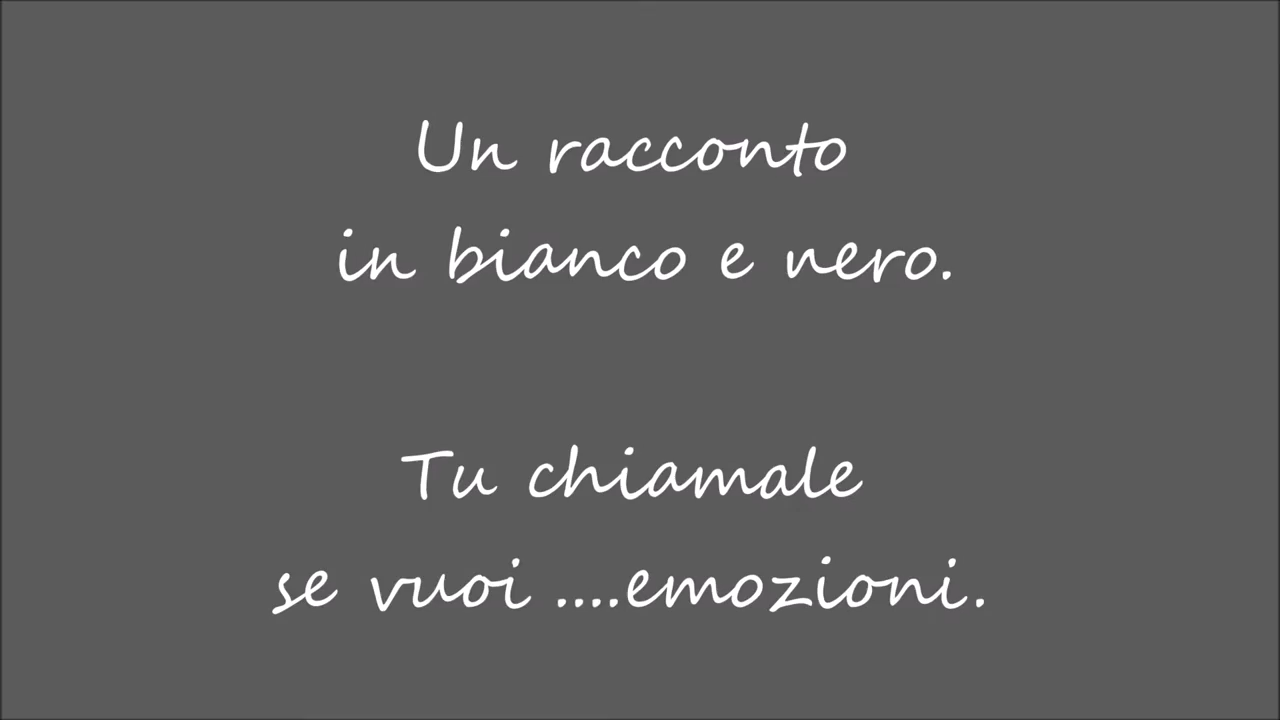 Un racconto
in bianco e nero.
Tu chiamale
se vuoi ....emozioni.